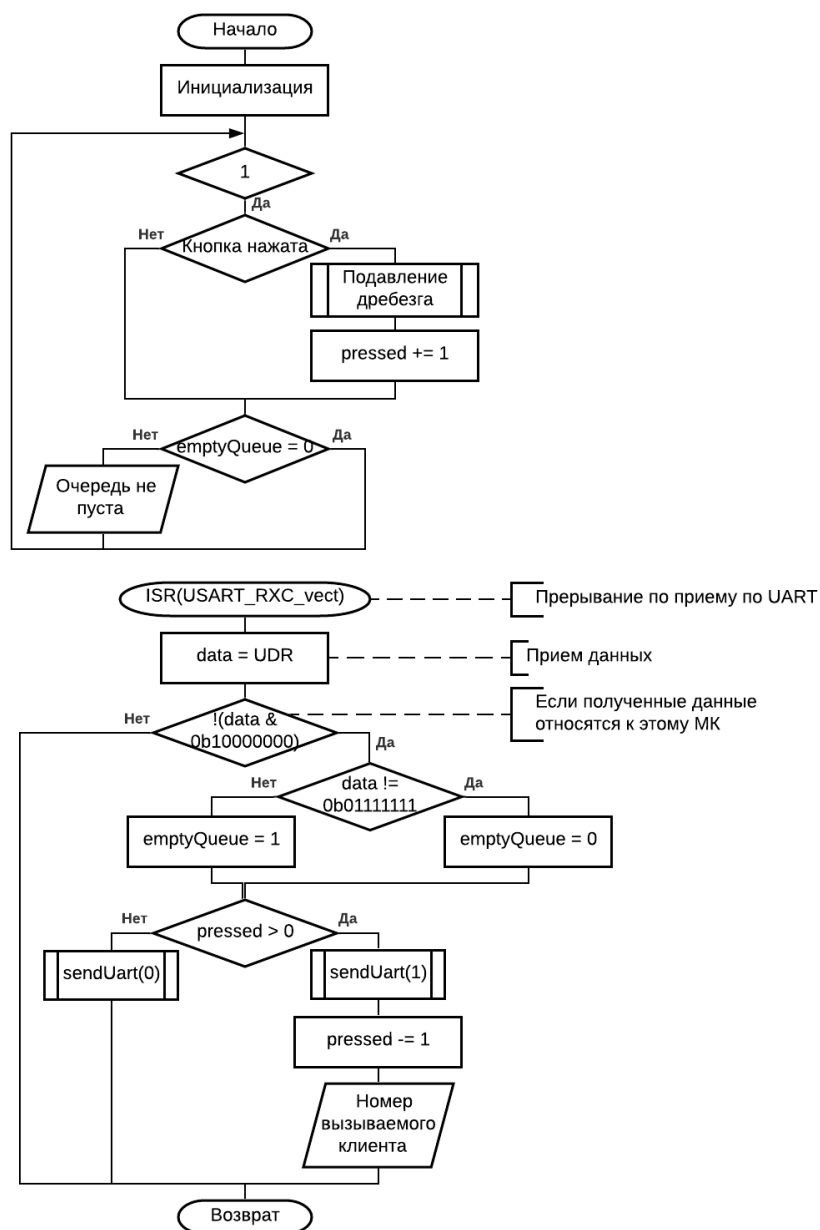 Начало
Инициализация
1
Да
Нет
Кнопка нажата
Да
Подавление
дребезга
pressed += 1
Нет
emptyQueue = 0
Да
Очередь не
пуста
ISR(USART_RXC_vect)
Прерывание по приему по UART
data = UDR
Прием данных
Если полученные данные
относятся к этому МК
Нет
!(data &
0b10000000)
Да
Нет
data !=
0b01111111
Да
emptyQueue = 1
emptyQueue = 0
Нет
pressed > 0
Да
sendUart(0)
sendUart(1)
pressed -= 1
Номер
вызываемого
клиента
Возврат